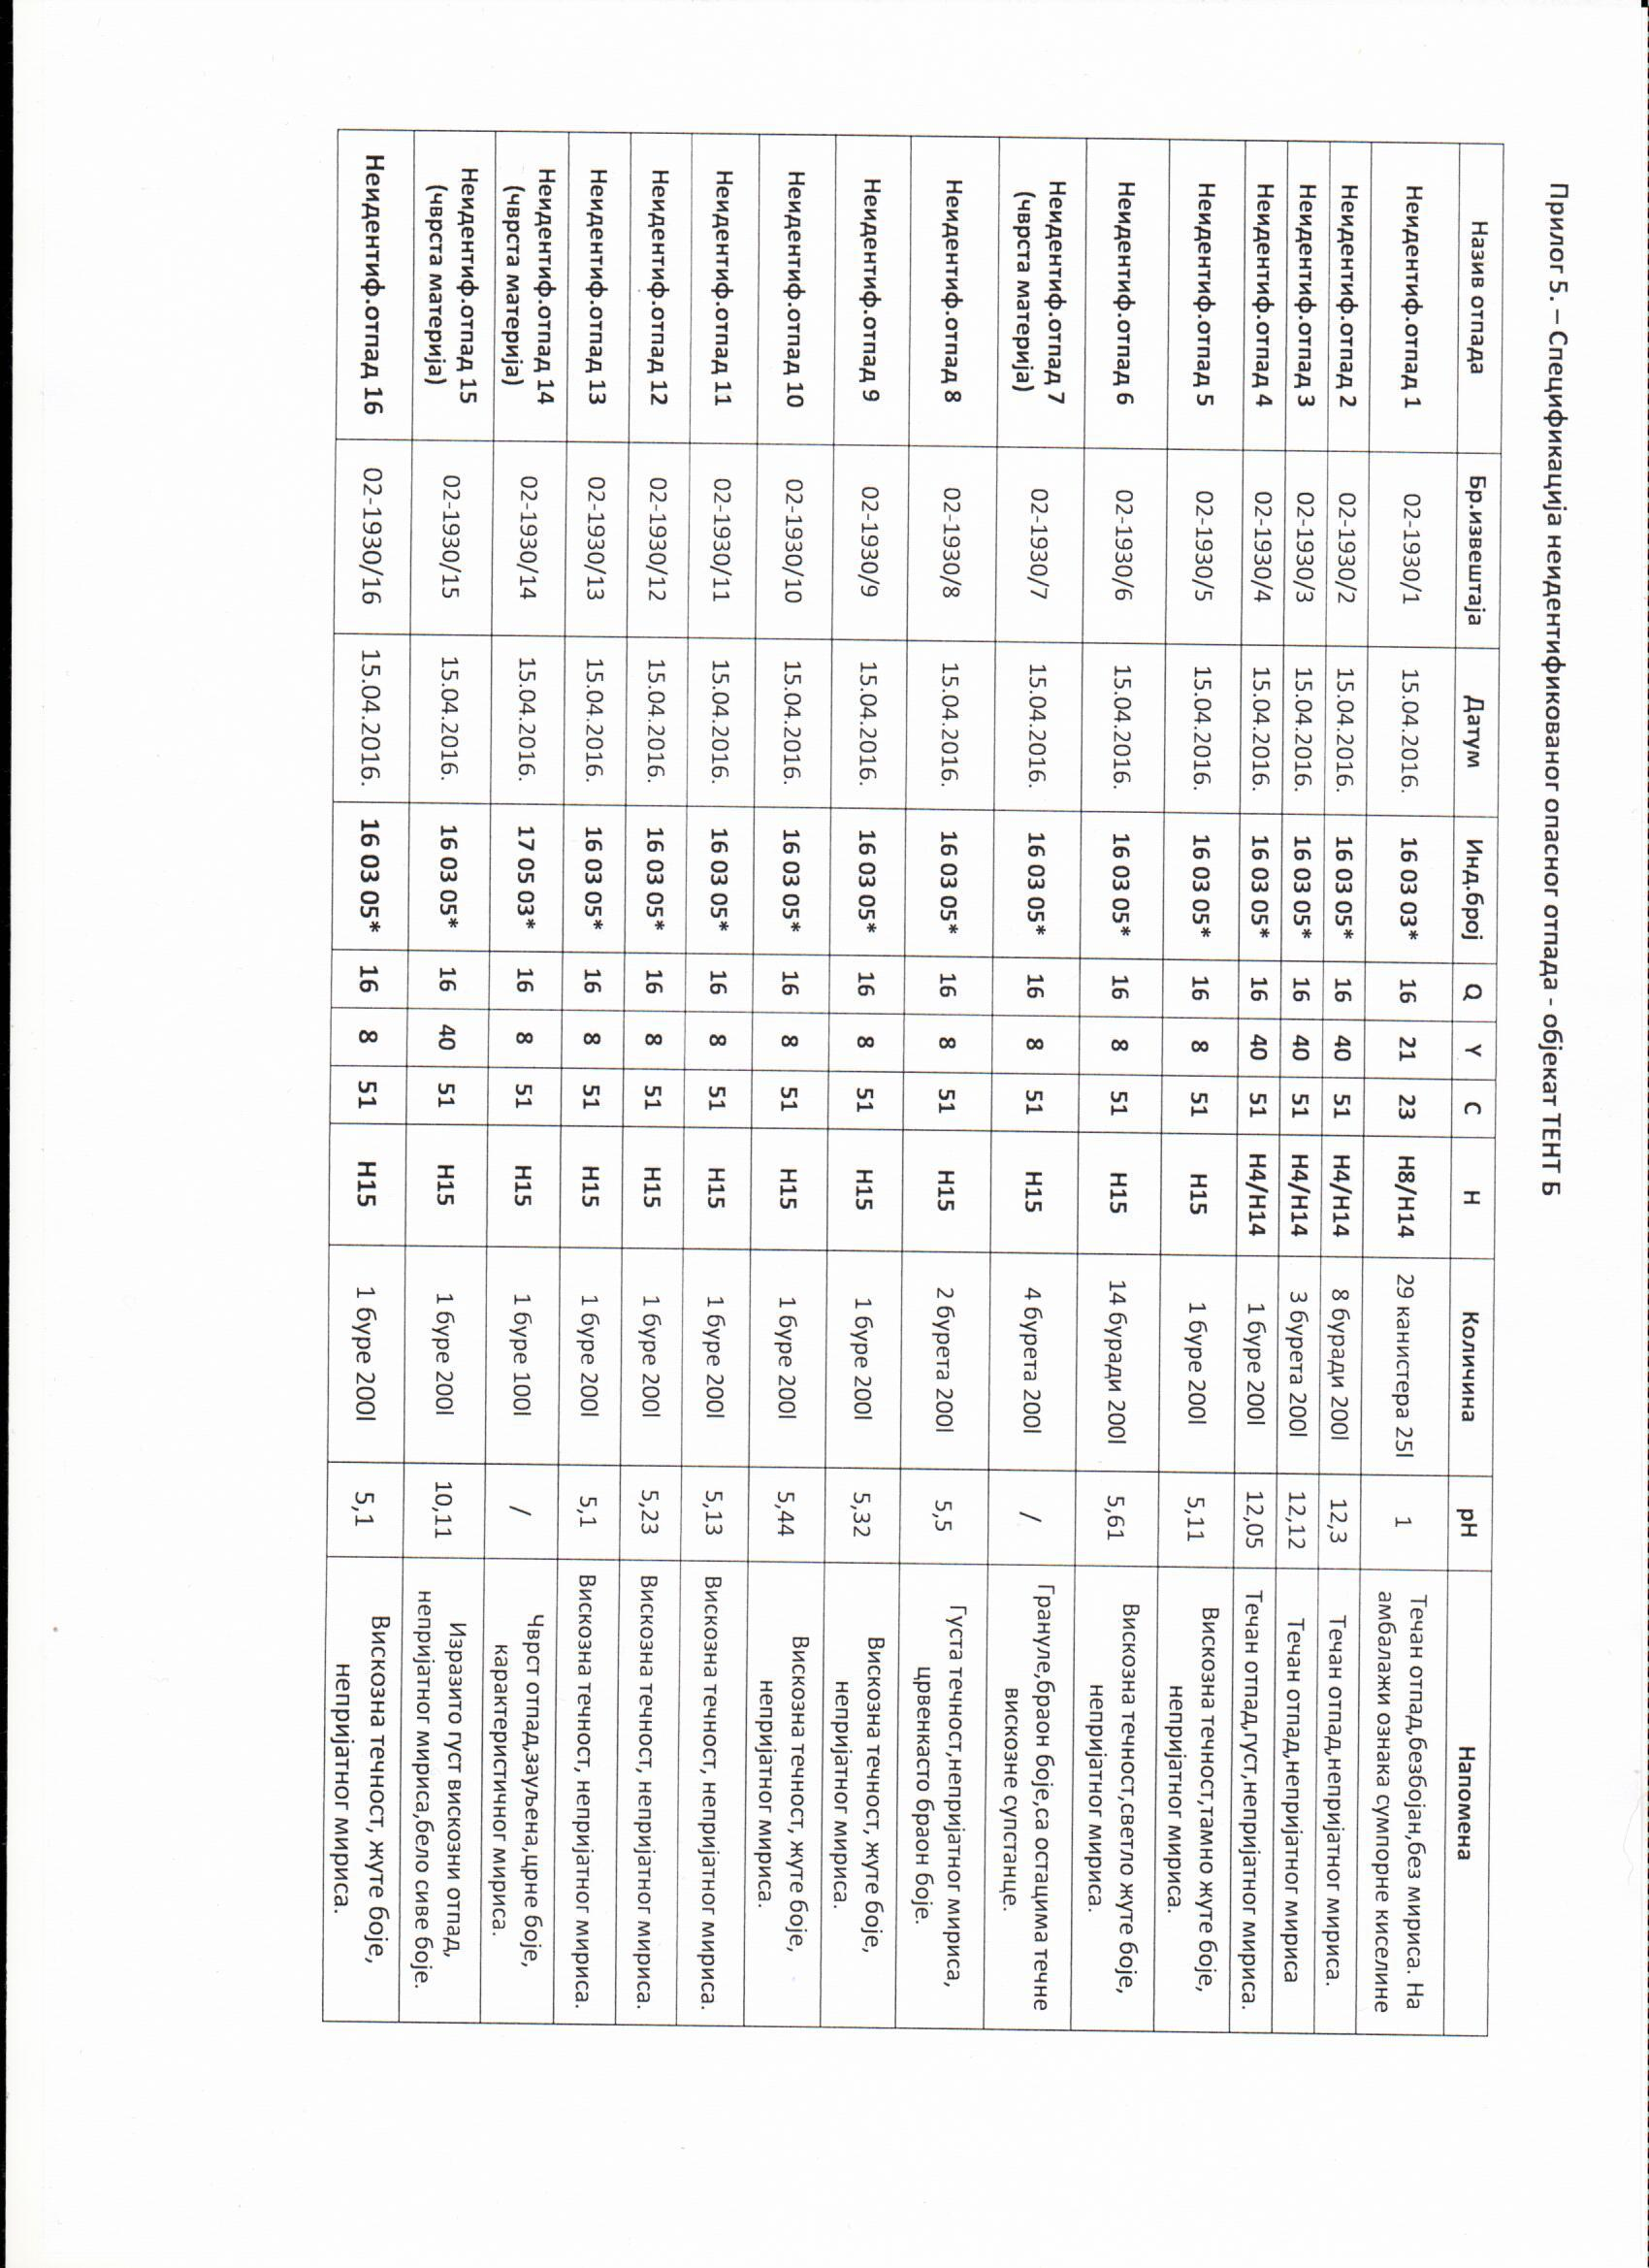 Прилог 5. – Спецификација неидентификованог опасног отпада - објекат ТЕНТ Б
Назив отпада Бр.извештаја Датум Инд.број Q Y C H Количина pH Напомена
Неидентиф.отпад 1 02-1930/1 15.04.2016. 16 03 03* 16 21 23 H8/H14 29 канистера 25l 1 Течан отпад,безбојан,без мириса. На
амбалажи ознака сумпорне киселине
Неидентиф.отпад 2 02-1930/2 15.04.2016. 16 03 05* 16 40 51 H4/H14 8 буради 200l 12,3 Течан отпад,непријатног мириса.
Неидентиф.отпад 3 02-1930/3 15.04.2016. 16 03 05* 16 40 51 H4/H14 3 бурета 200l 12,12 Течан отпад,непријатног мириса
Неидентиф.отпад 4 02-1930/4 15.04.2016. 16 03 05* 16 40 51 H4/H14 1 буре 200l 12,05 Течан отпад,густ,непријатног мириса.
Неидентиф.отпад 5 02-1930/5 15.04.2016. 16 03 05* 16 8 51 H15 1 буре 200l 5,11 Вискозна течност,тамно жуте боје,
непријатног мириса.
Неидентиф.отпад 6 02-1930/6 15.04.2016. 16 03 05* 16 8 51 H15 14 буради 200l 5,61 Вискозна течност,светло жуте боје,
непријатног мириса.
Неидентиф.отпад 7
(чврста материја) 02-1930/7 15.04.2016. 16 03 05* 16 8 51 H15 4 бурета 200l / Грануле,браон боје,са остацима течне
вискозне супстанце.
Неидентиф.отпад 8 02-1930/8 15.04.2016. 16 03 05* 16 8 51 H15 2 бурета 200l 5,5 Густа течност,непријатног мириса,
црвенкасто браон боје.
Неидентиф.отпад 9 02-1930/9 15.04.2016. 16 03 05* 16 8 51 H15 1 буре 200l 5,32 Вискозна течност, жуте боје,
непријатног мириса.
Неидентиф.отпад 10 02-1930/10 15.04.2016. 16 03 05* 16 8 51 H15 1 буре 200l 5,44 Вискозна течност, жуте боје,
непријатног мириса.
Неидентиф.отпад 11 02-1930/11 15.04.2016. 16 03 05* 16 8 51 H15 1 буре 200l 5,13 Вискозна течност, непријатног мириса.
Неидентиф.отпад 12 02-1930/12 15.04.2016. 16 03 05* 16 8 51 H15 1 буре 200l 5,23 Вискозна течност, непријатног мириса.
Неидентиф.отпад 13 02-1930/13 15.04.2016. 16 03 05* 16 8 51 H15 1 буре 200l 5,1 Вискозна течност, непријатног мириса.
Неидентиф.отпад 14
(чврста материја) 02-1930/14 15.04.2016. 17 05 03* 16 8 51 H15 1 буре 100l / Чврст отпад,зауљена,црне боје,
карактеристичног мириса.
Неидентиф.отпад 15
(чврста материја) 02-1930/15 15.04.2016. 16 03 05* 16 40 51 H15 1 буре 200l 10,11 Изразито густ вискозни отпад,
непријатног мириса,бело сиве боје.
Неидентиф.отпад 16 02-1930/16 15.04.2016. 16 03 05* 16 8 51 H15 1 буре 200l 5,1 Вискозна течност, жуте боје,
непријатног мириса.